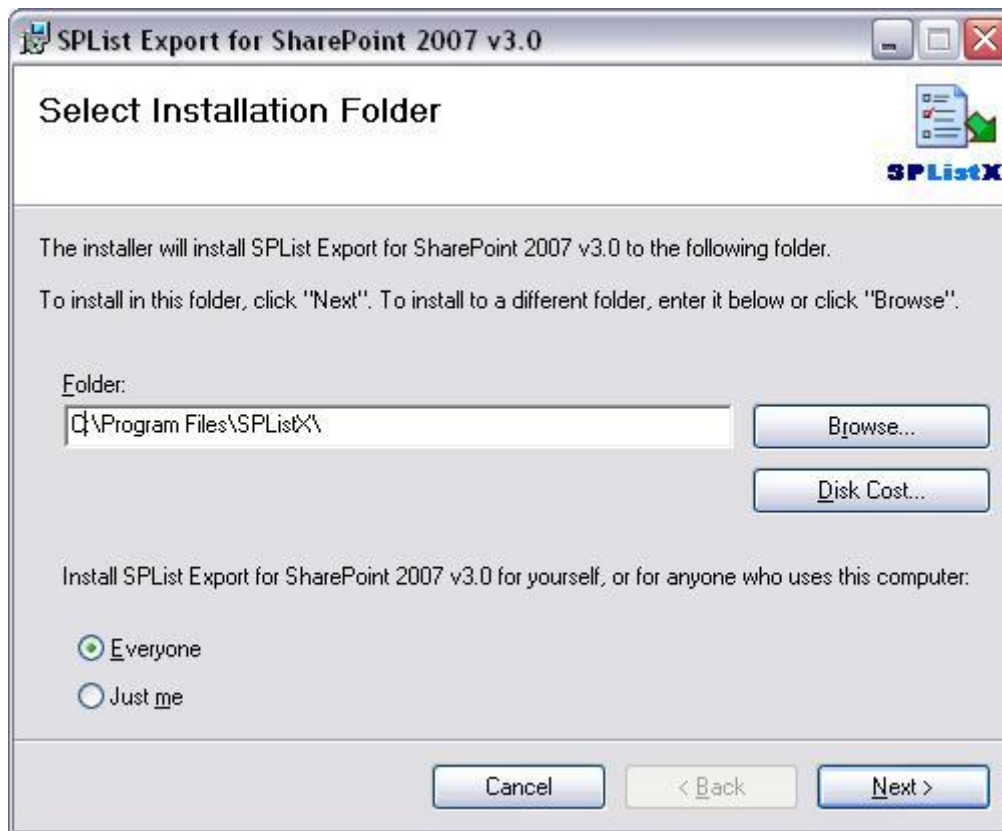 SPList Export for SharePoint 2007 v3.0
Select Installation Folder
SPListX
The installer will install SPList Export for SharePoint 2007 v3.0 to the following folder.
To install in this folder, click "Next". To install to a different folder, enter it below or click "Browse".
Folder:
C:\Program Files\SPListX\
Browse...
Disk Cost...
Install SPList Export for SharePoint 2007 v3.0 for yourself, or for anyone who uses this computer:
Everyone
Just me
Cancel
< Back
Next >